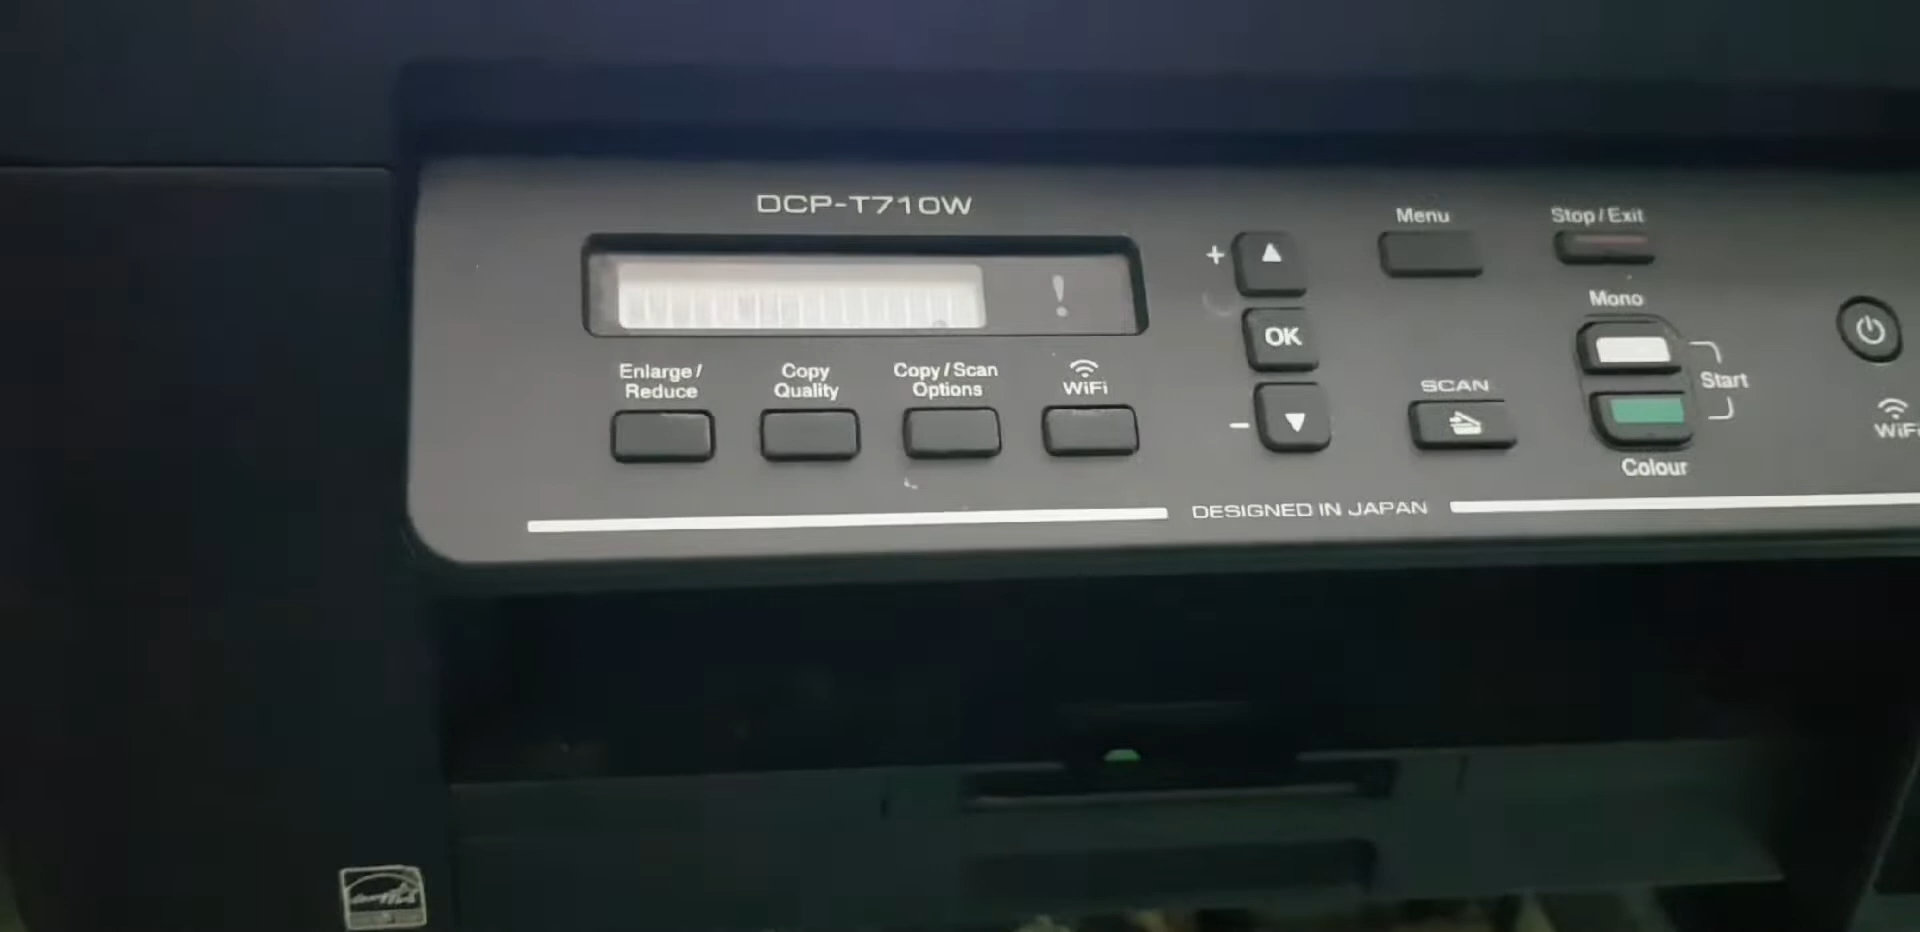 DCP-T710W
!
Enlarge /
Reduce
Copy
Quality
Copy / Scan
Options
WiFi
+
OK
−
Menu
Stop / Exit
Mono
Start
SCAN
Colour
WiFi
DESIGNED IN JAPAN